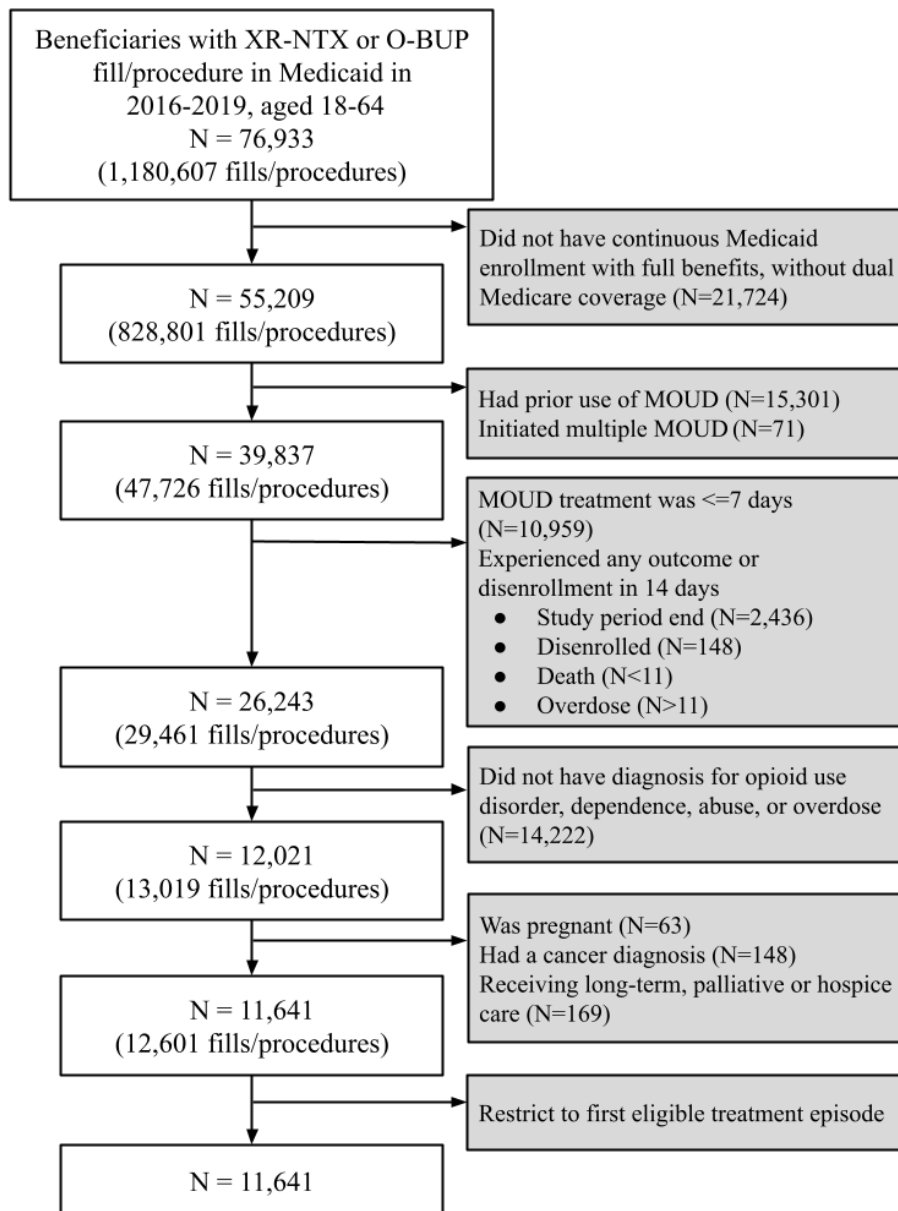 Beneficiaries with XR-NTX or O-BUP
fill/procedure in Medicaid in
2016-2019, aged 18-64
N = 76,933
(1,180,607 fills/procedures)
Did not have continuous Medicaid
enrollment with full benefits, without dual
Medicare coverage (N=21,724)
N = 55,209
(828,801 fills/procedures)
Had prior use of MOUD (N=15,301)
Initiated multiple MOUD (N=71)
N = 39,837
(47,726 fills/procedures)
MOUD treatment was <=7 days
(N=10,959)
Experienced any outcome or
disenrollment in 14 days
● Study period end (N=2,436)
● Disenrolled (N=148)
● Death (N<11)
● Overdose (N>11)
N = 26,243
(29,461 fills/procedures)
Did not have diagnosis for opioid use
disorder, dependence, abuse, or overdose
(N=14,222)
N = 12,021
(13,019 fills/procedures)
Was pregnant (N=63)
Had a cancer diagnosis (N=148)
Receiving long-term, palliative or hospice
care (N=169)
N = 11,641
(12,601 fills/procedures)
Restrict to first eligible treatment episode
N = 11,641